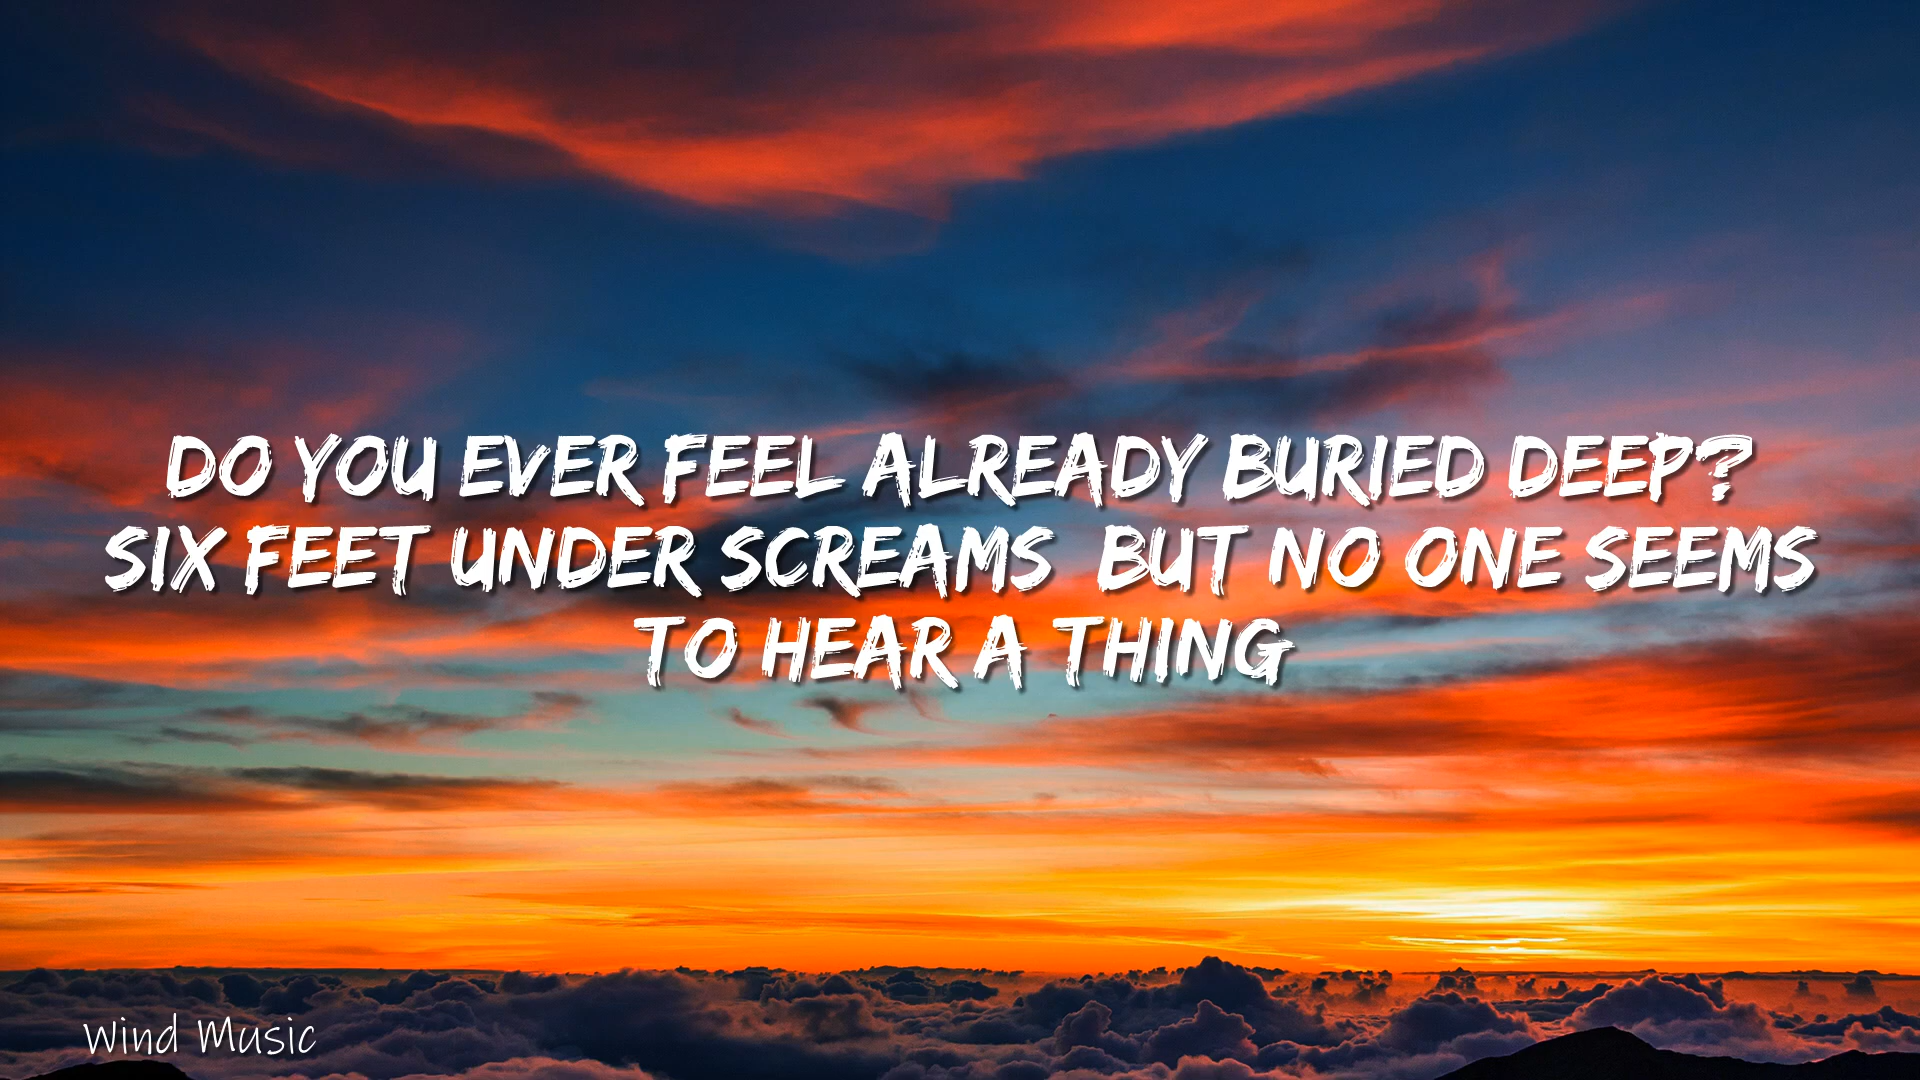 DO YOU EVER FEEL ALREADY BURIED DEEP?
SIX FEET UNDER SCREAMS  BUT NO ONE SEEMS
TO HEAR A THING
Wind Music